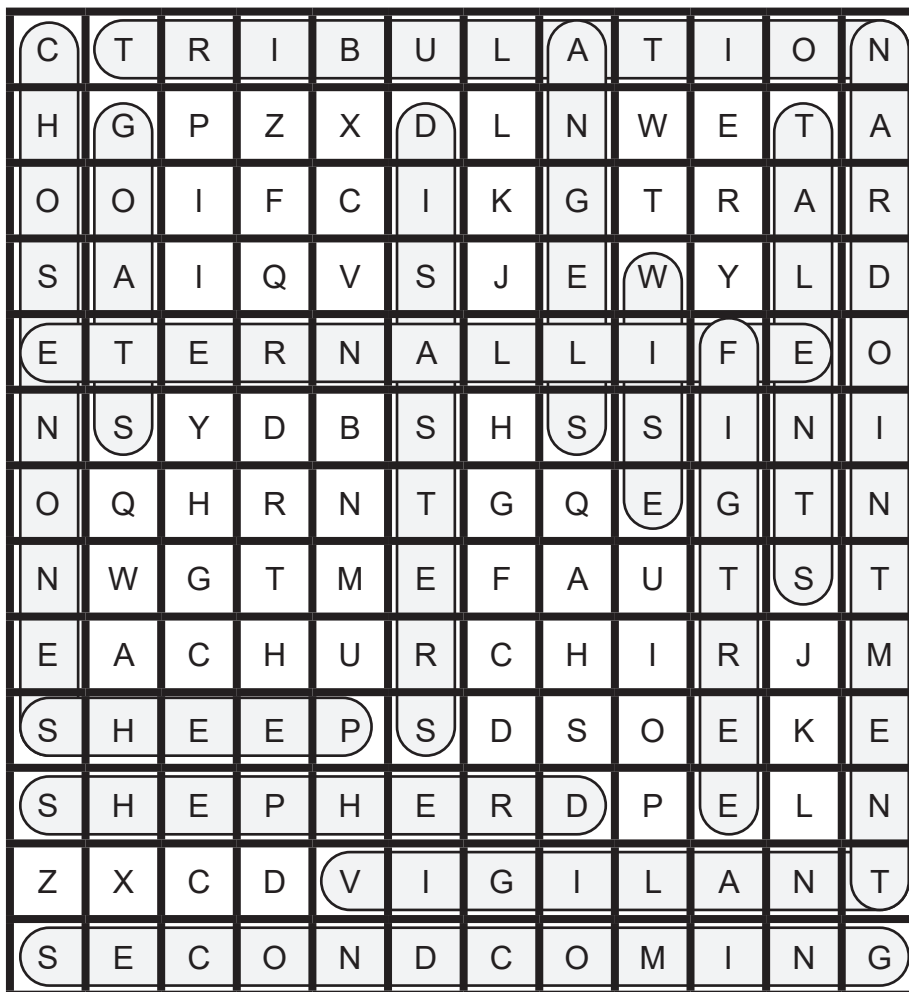 C T R I B U L A T I O N
H G P Z X D L N W E T A
O O I F C I K G T R A R
S A I Q V S J E W Y L D
E T E R N A L L I F E O
N S Y D B S H S S I N I
O Q H R N T G Q E G T N
N W G T M E F A U T S T
E A C H U R C H I R J M
S H E E P S D S O E K E
S H E P H E R D P E L N
Z X C D V I G I L A N T
S E C O N D C O M I N G